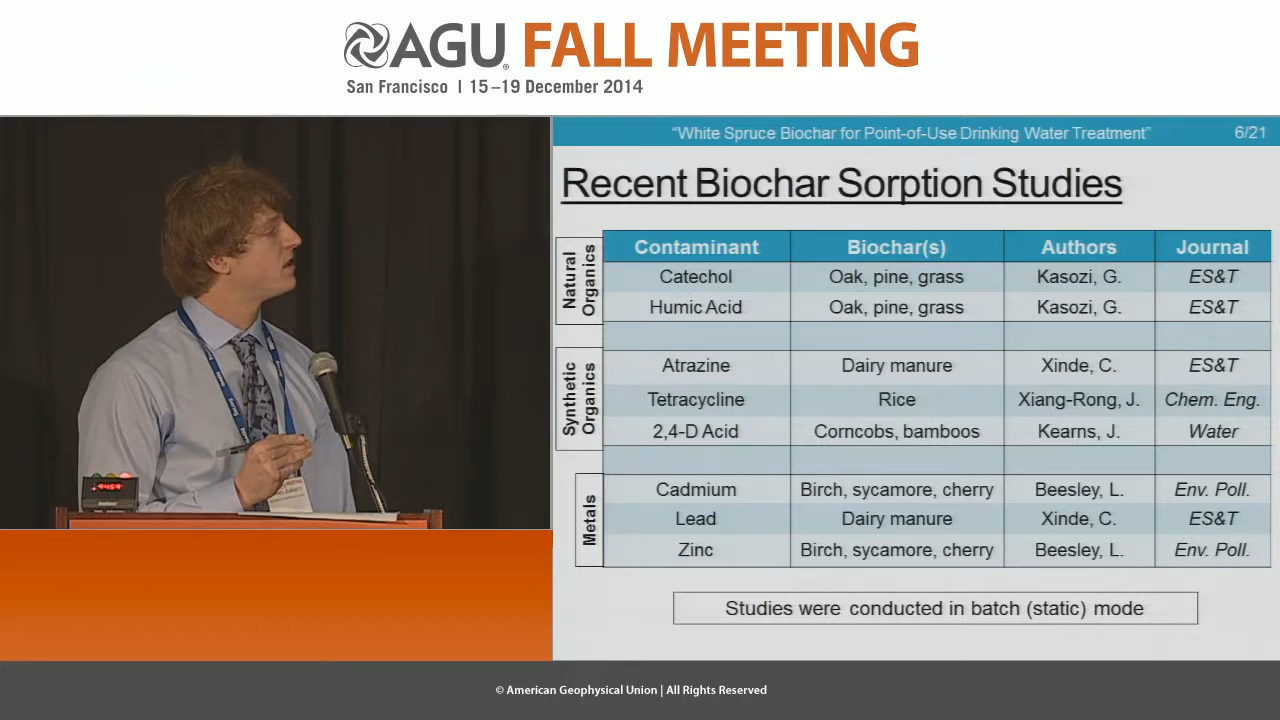 AGU FALL MEETING
San Francisco | 15–19 December 2014
“White Spruce Biochar for Point-of-Use Drinking Water Treatment” 6/21
Recent Biochar Sorption Studies
Contaminant Biochar(s) Authors Journal
Natural Organics
Catechol Oak, pine, grass Kasozi, G. ES&T
Humic Acid Oak, pine, grass Kasozi, G. ES&T
Synthetic Organics
Atrazine Dairy manure Xinde, C. ES&T
Tetracycline Rice Xiang-Rong, J. Chem. Eng.
2,4-D Acid Corncobs, bamboos Kearns, J. Water
Metals
Cadmium Birch, sycamore, cherry Beesley, L. Env. Poll.
Lead Dairy manure Xinde, C. ES&T
Zinc Birch, sycamore, cherry Beesley, L. Env. Poll.
Studies were conducted in batch (static) mode
© American Geophysical Union | All Rights Reserved